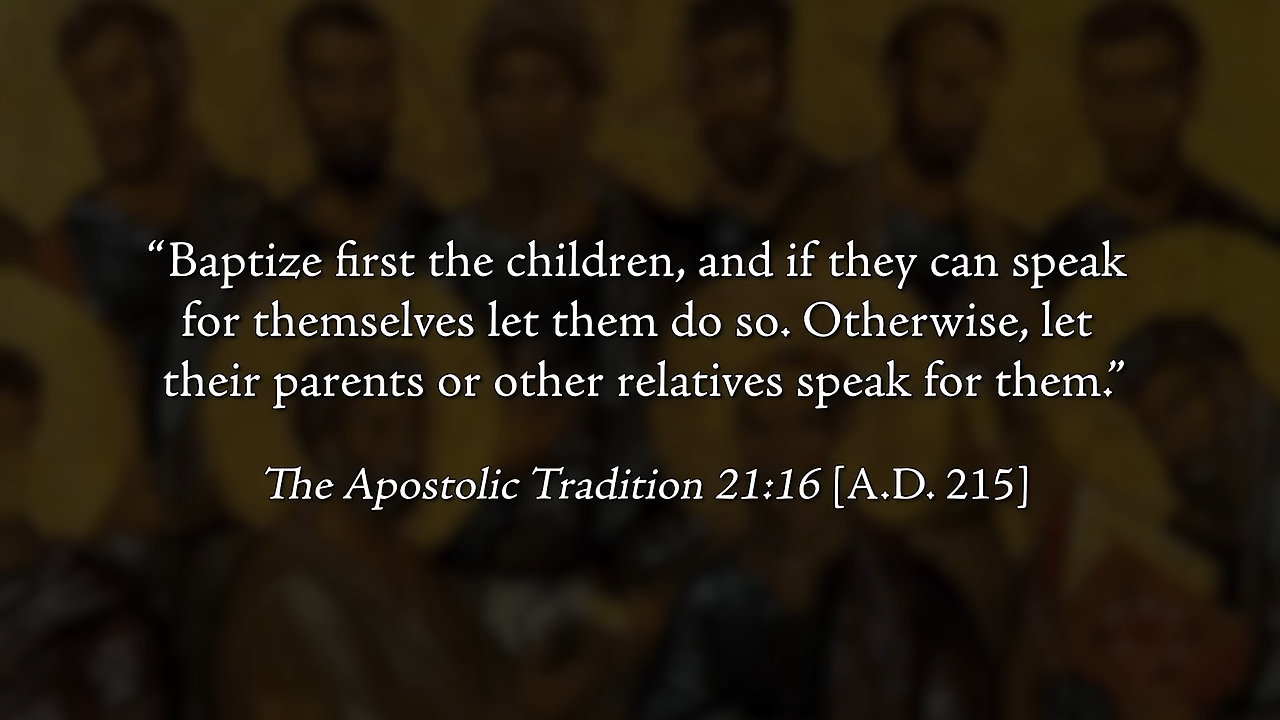 “Baptize first the children, and if they can speak
for themselves let them do so. Otherwise, let
their parents or other relatives speak for them.”
The Apostolic Tradition 21:16 [A.D. 215]